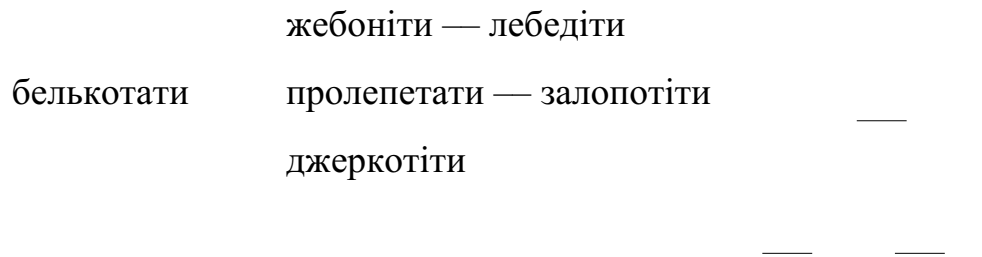 жебоніти — лебедіти
белькотати пролепетати — залопотіти
джеркотіти